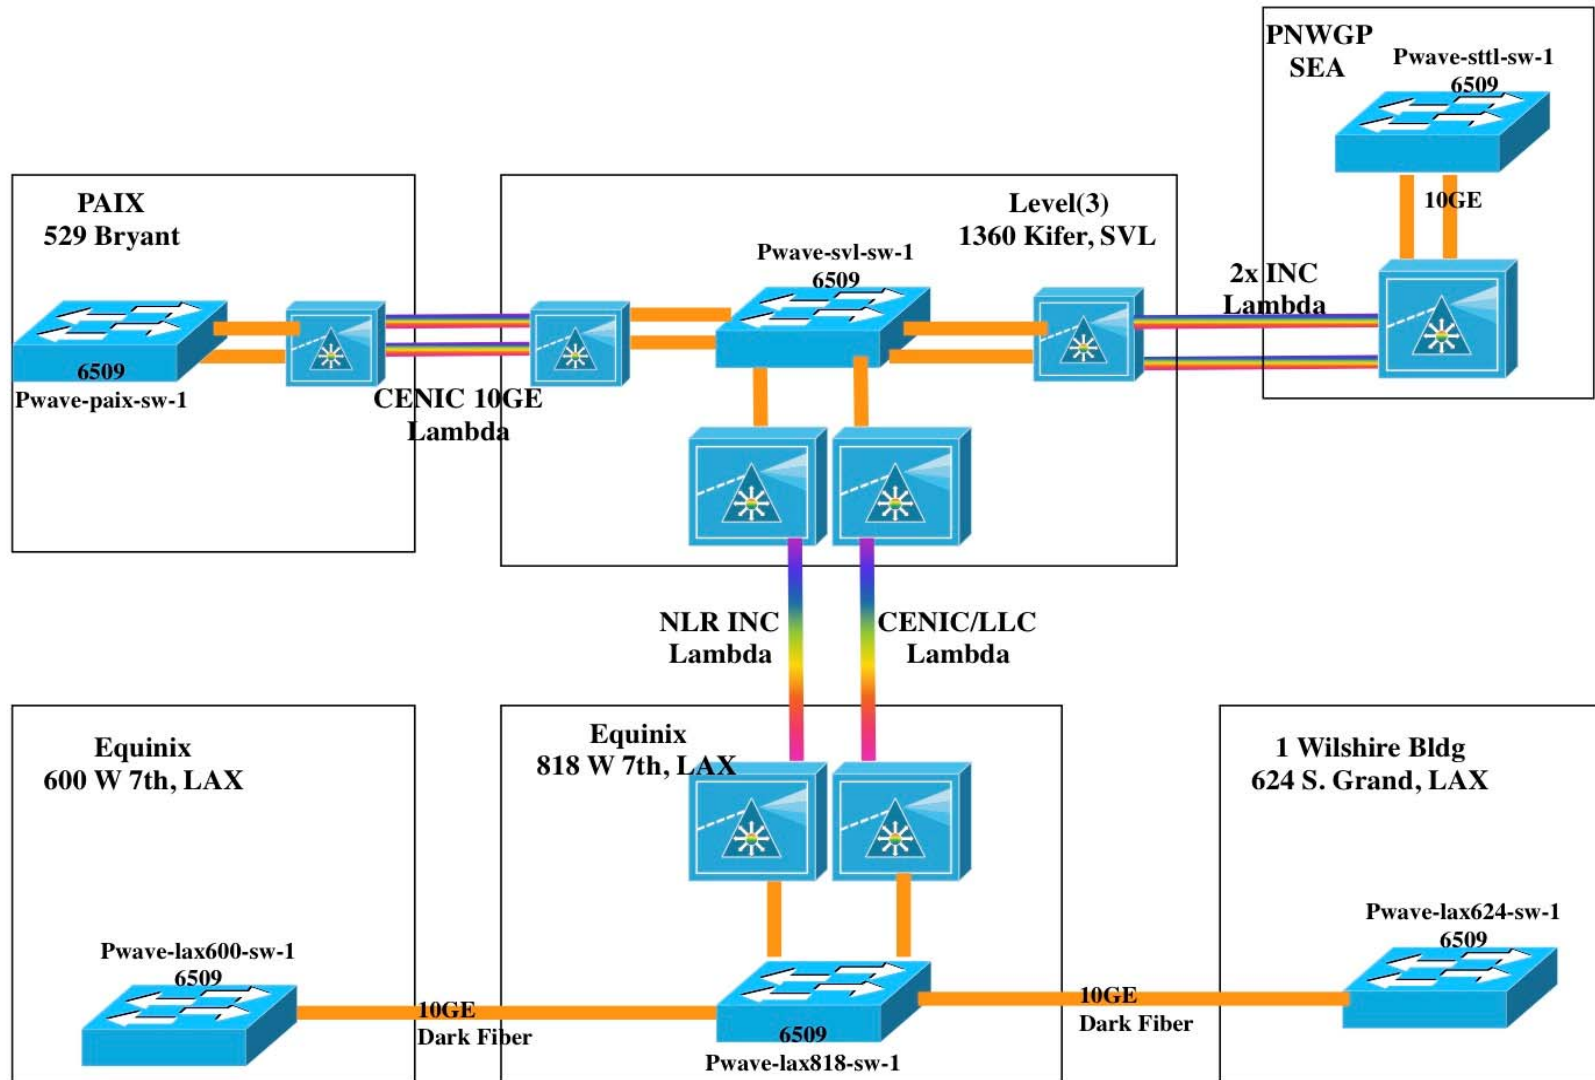 PNWGP
SEA
Pwave-sttl-sw-1
6509
10GE
PAIX
529 Bryant
6509
Pwave-paix-sw-1
CENIC 10GE
Lambda
Level(3)
1360 Kifer, SVL
Pwave-svl-sw-1
6509
2x INC
Lambda
NLR INC
Lambda
CENIC/LLC
Lambda
Equinix
600 W 7th, LAX
Pwave-lax600-sw-1
6509
10GE
Dark Fiber
Equinix
818 W 7th, LAX
6509
Pwave-lax818-sw-1
10GE
Dark Fiber
1 Wilshire Bldg
624 S. Grand, LAX
Pwave-lax624-sw-1
6509